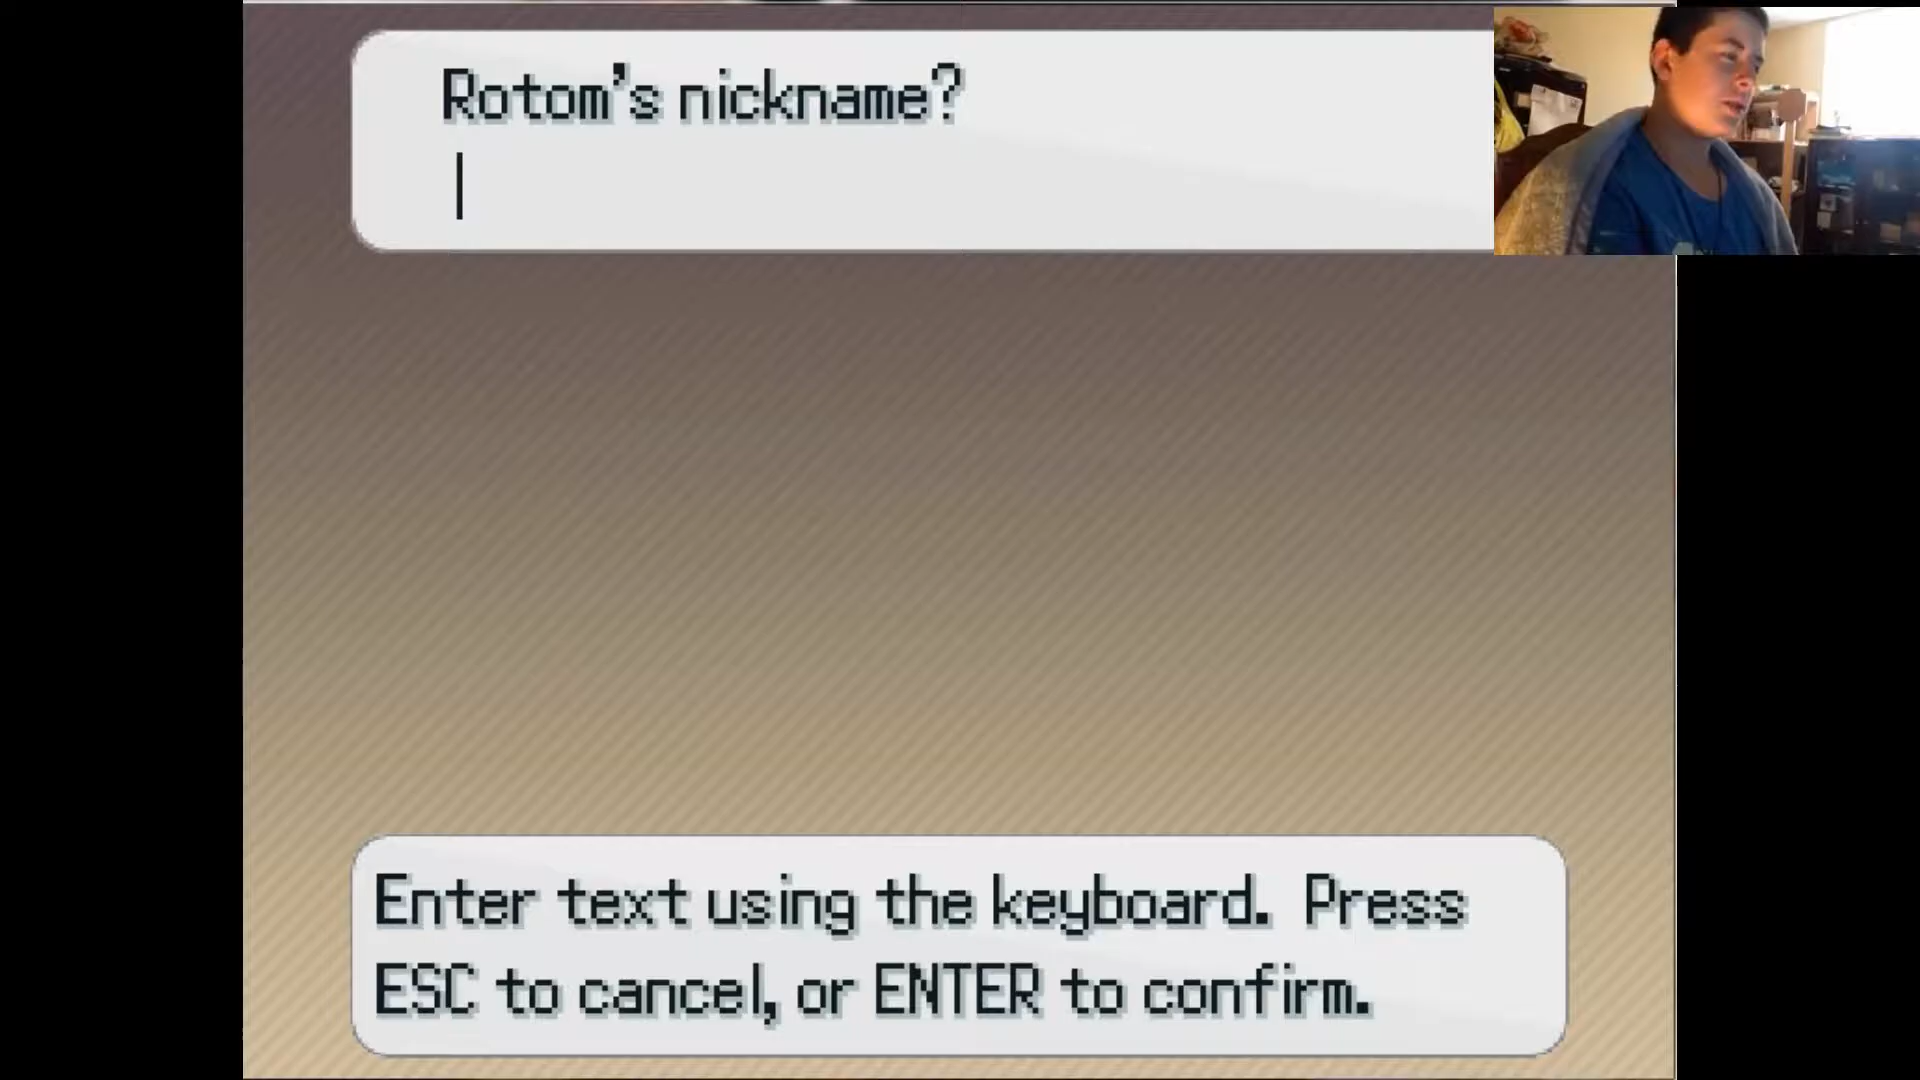 Rotom's nickname?
Enter text using the keyboard. Press
ESC to cancel, or ENTER to confirm.